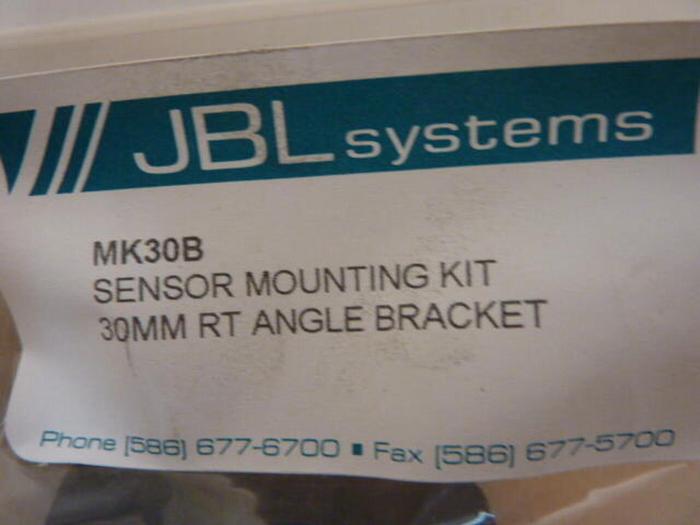 JBL systems
MK30B
SENSOR MOUNTING KIT
30MM RT ANGLE BRACKET
Phone (586) 677-6700 ■ Fax (586) 677-5700